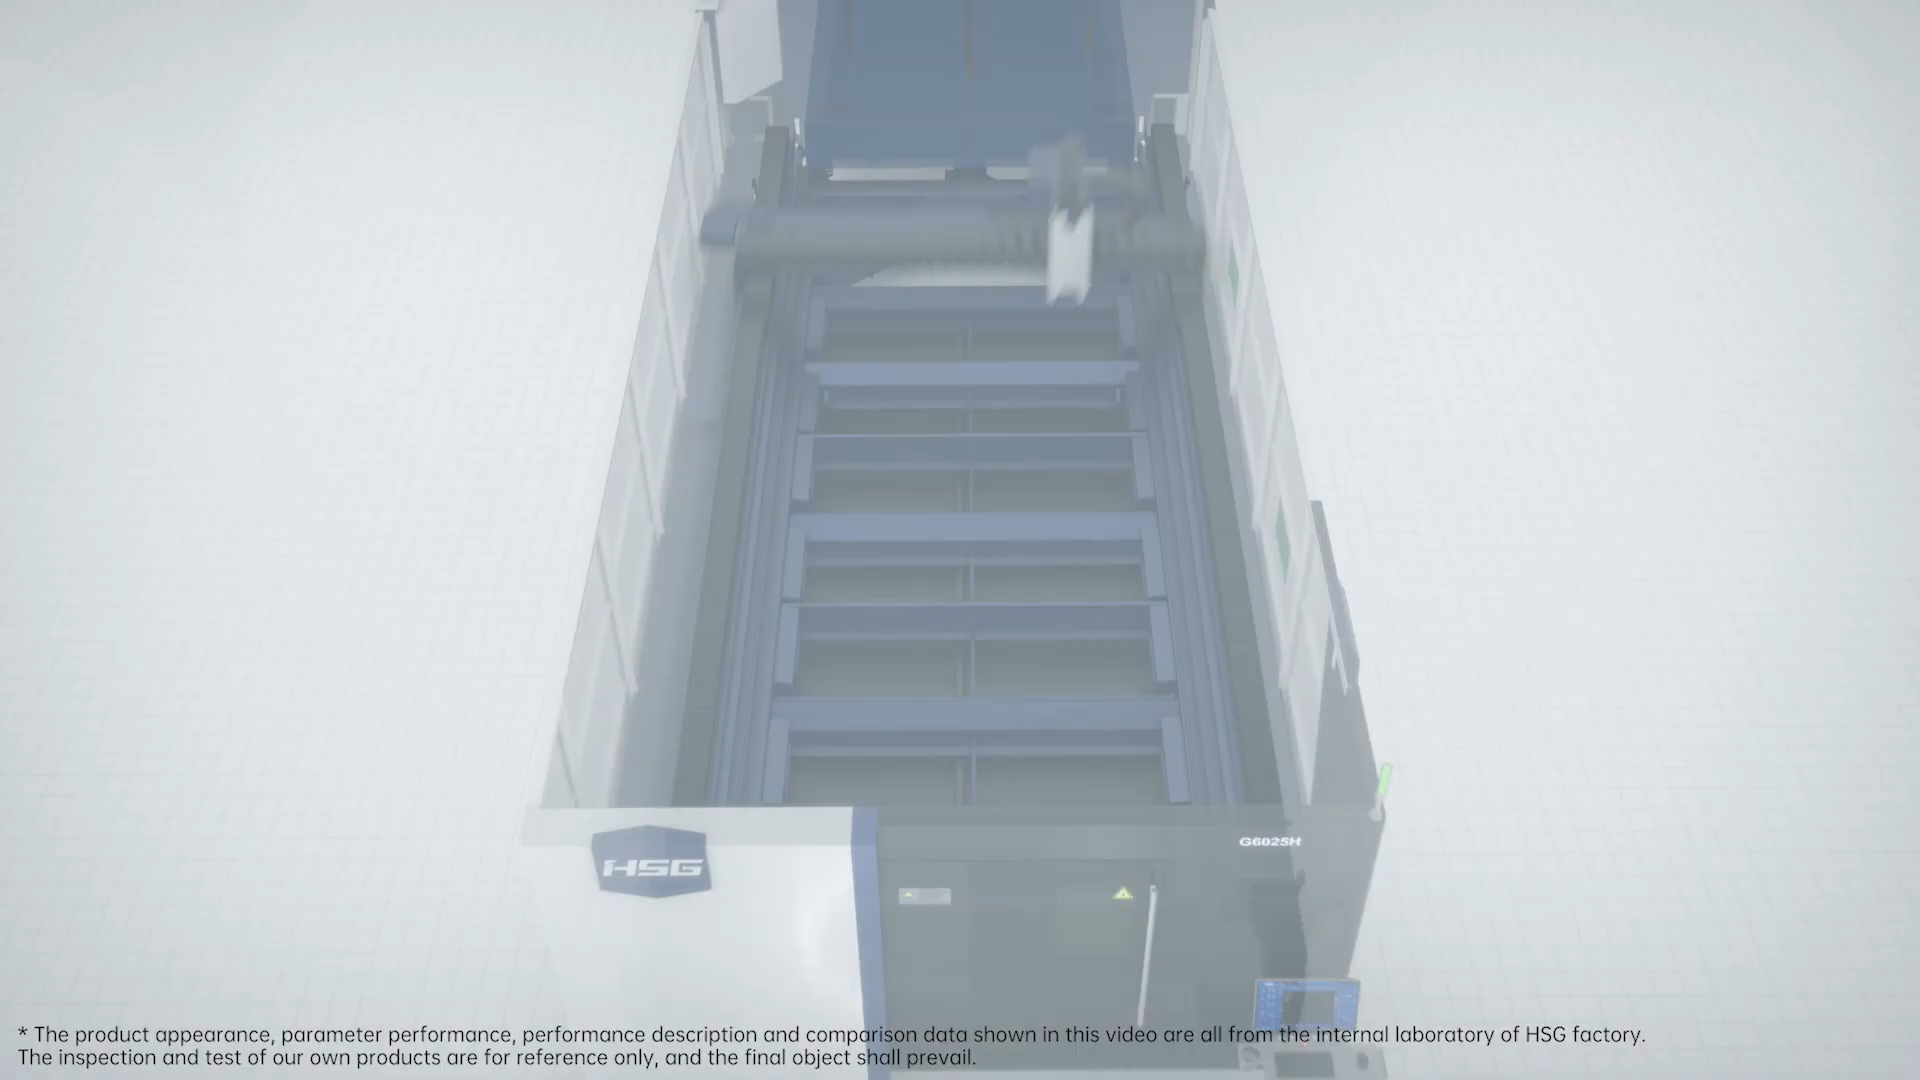 G6025H
HSG
* The product appearance, parameter performance, performance description and comparison data shown in this video are all from the internal laboratory of HSG factory.
The inspection and test of our own products are for reference only, and the final object shall prevail.